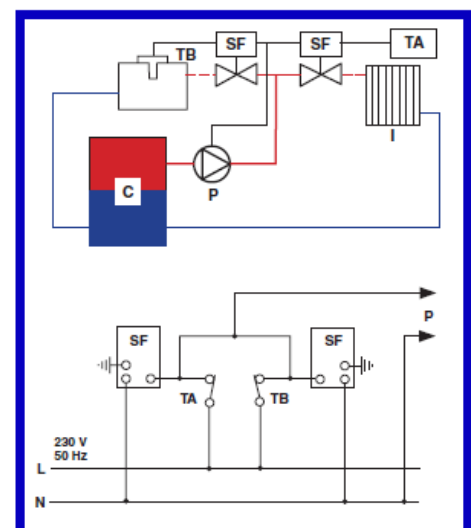 TB SF SF TA
C P I
P
SF SF
TA TB
230 V
50 Hz
L
N